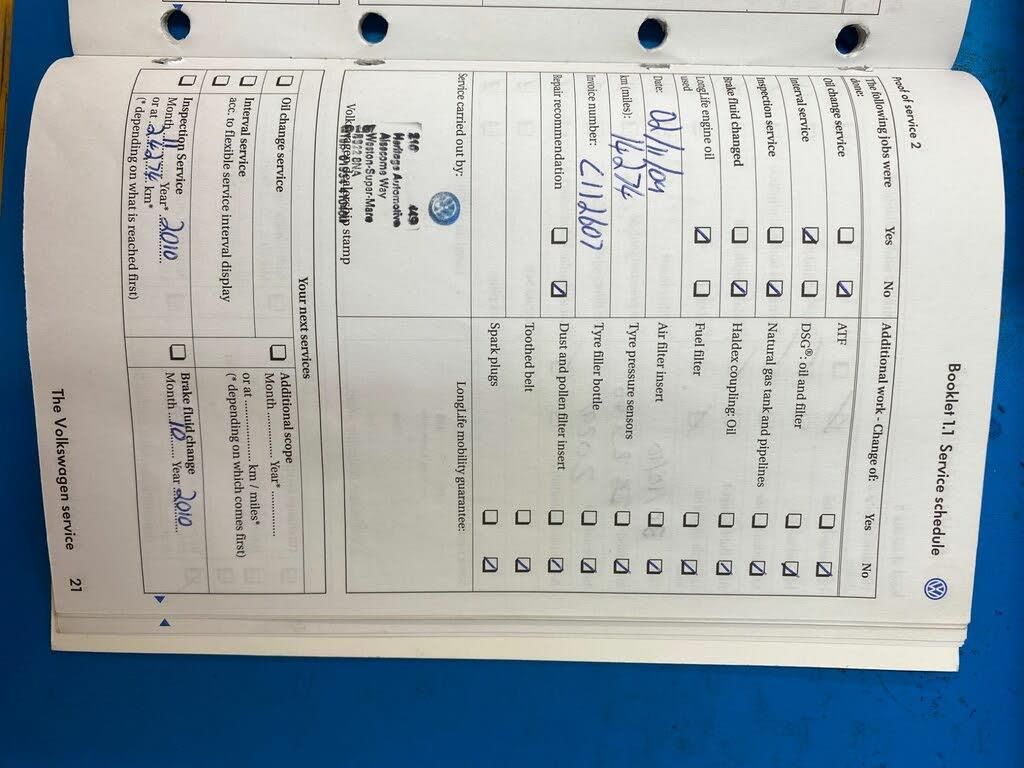 Proof of service 2
Booklet 1.1 Service schedule
The following jobs were done:
Yes
No
Additional work - Change of:
Yes
No
Oil change service
ATF
Interval service
DSG®: oil and filter
Inspection service
Natural gas tank and pipelines
Brake fluid changed
Haldex coupling: Oil
LongLife engine oil used
Fuel filter
Date: 02/11/09
Air filter insert
km (miles): 14274
Tyre pressure sensors
Invoice number: C112607
Tyre filler bottle
Repair recommendation
Dust and pollen filter insert
Toothed belt
Spark plugs
Service carried out by:
LongLife mobility guarantee:
Heritage Automotive
Weston-Super-Mare
Volkswagen dealership stamp
Your next services
Oil change service
Interval service
acc. to flexible service interval display
Inspection Service
Month 11 Year* 2010
or at 24274 km*
(* depending on what is reached first)
Additional scope
Month............ Year*............
or at ............ km / miles*
(* depending on which comes first)
Brake fluid change
Month 10 Year 2010
The Volkswagen service
21